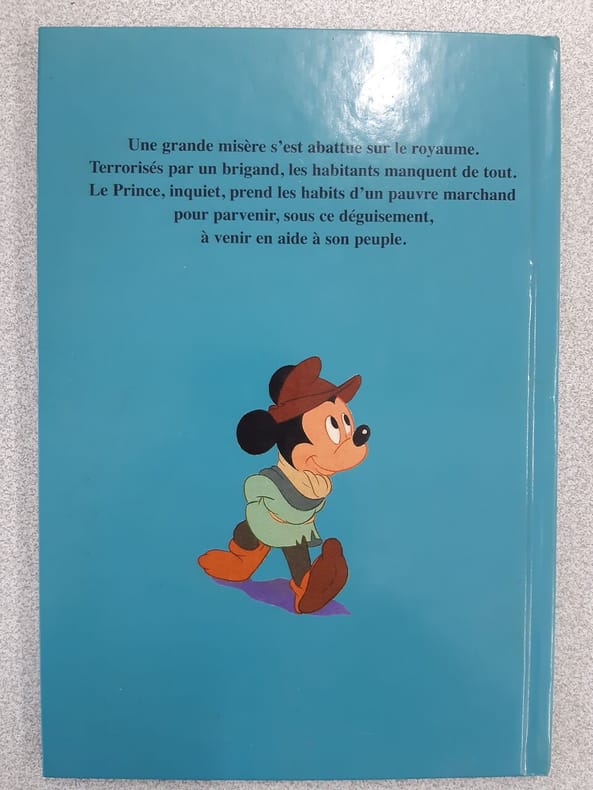 Une grande misère s'est abattue sur le royaume.
Terrorisés par un brigand, les habitants manquent de tout.
Le Prince, inquiet, prend les habits d'un pauvre marchand
pour parvenir, sous ce déguisement,
à venir en aide à son peuple.